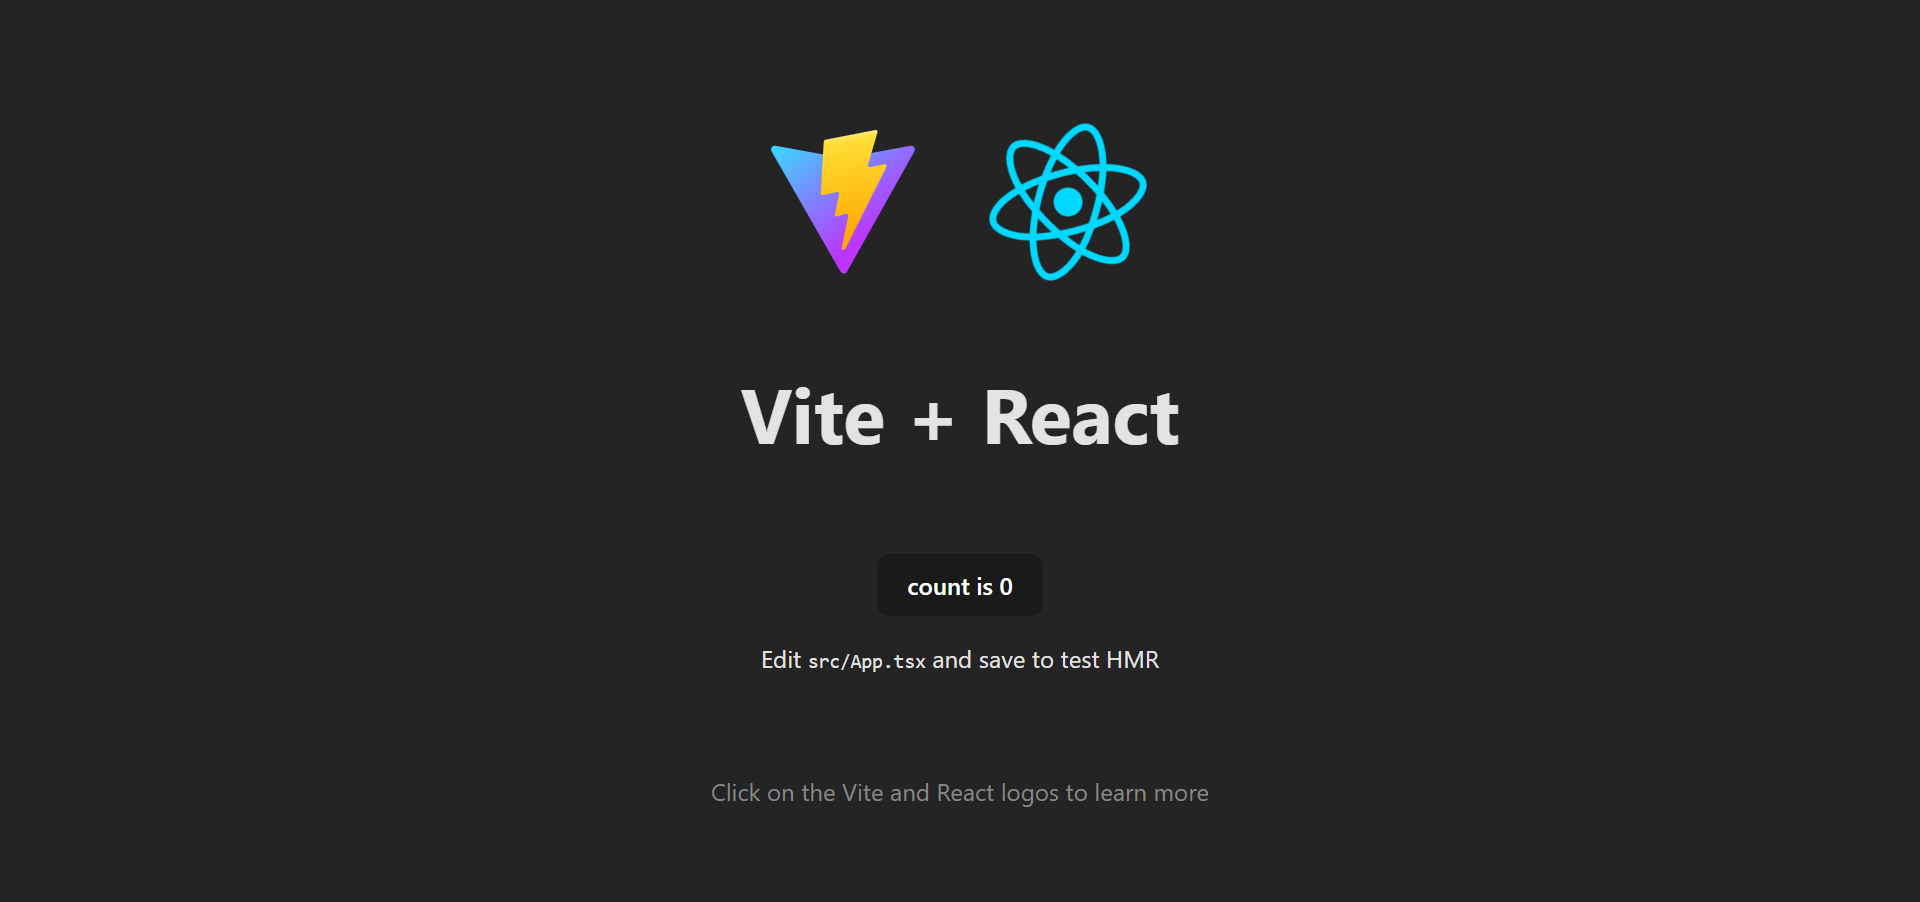 Vite + React
count is 0
Edit src/App.tsx and save to test HMR
Click on the Vite and React logos to learn more